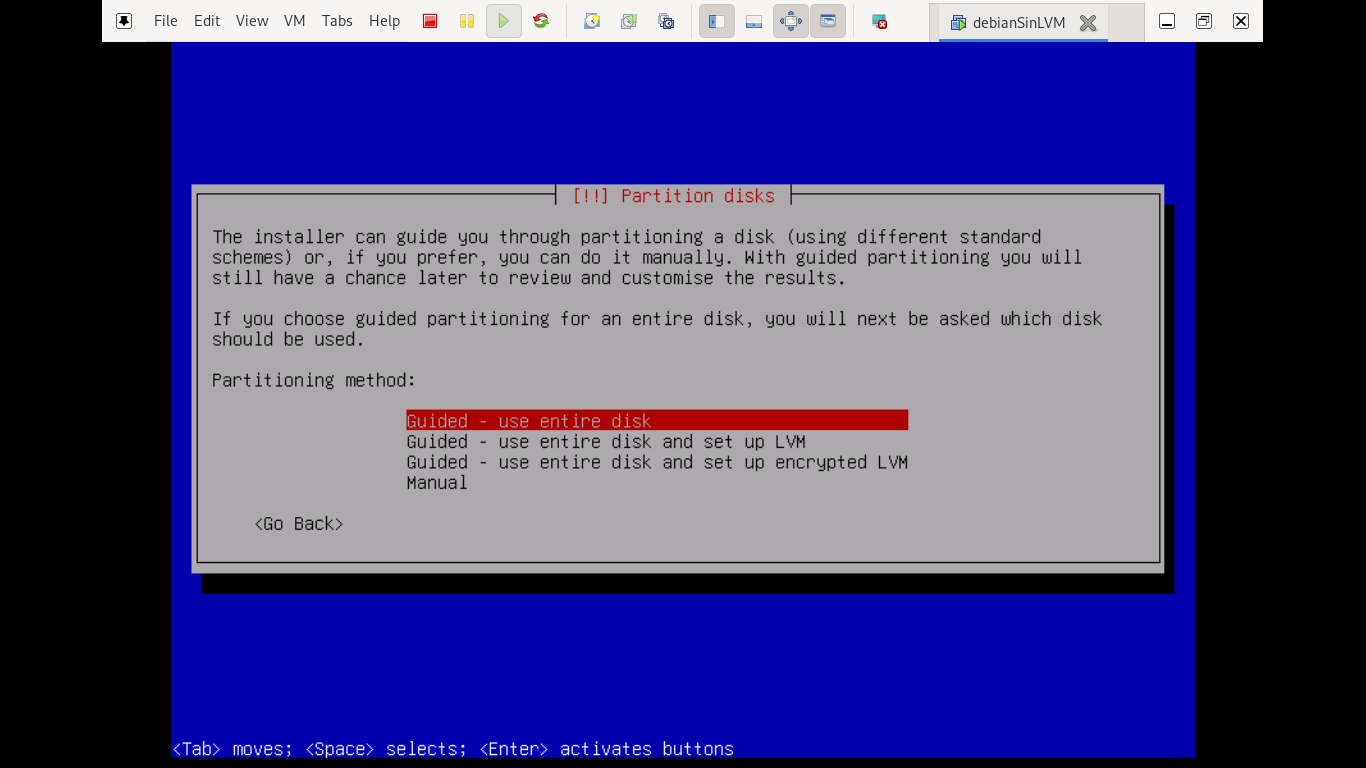 File Edit View VM Tabs Help debianSinLVM
[!!] Partition disks
The installer can guide you through partitioning a disk (using different standard
schemes) or, if you prefer, you can do it manually. With guided partitioning you will
still have a chance later to review and customise the results.
If you choose guided partitioning for an entire disk, you will next be asked which disk
should be used.
Partitioning method:
Guided - use entire disk
Guided - use entire disk and set up LVM
Guided - use entire disk and set up encrypted LVM
Manual
<Go Back>
<Tab> moves; <Space> selects; <Enter> activates buttons